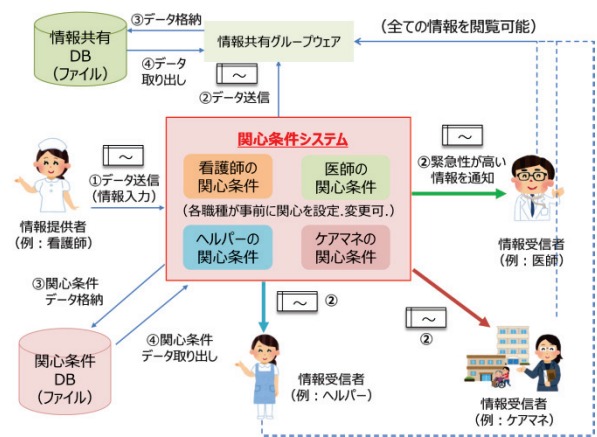 ③データ格納
情報共有
DB
(ファイル)
④データ
取り出し
情報共有グループウェア
（全ての情報を閲覧可能）
～
②データ送信
関心条件システム
看護師の
関心条件
医師の
関心条件
(各職種が事前に関心を設定.変更可.)
ヘルパーの
関心条件
ケアマネの
関心条件
～
①データ送信
(情報入力)
情報提供者
(例：看護師)
～
②緊急性が高い
情報を通知
情報受信者
(例：医師)
③関心条件
データ格納
④関心条件
データ取り出し
関心条件
DB
(ファイル)
～
②
情報受信者
(例：ヘルパー)
～
②
情報受信者
(例：ケアマネ)